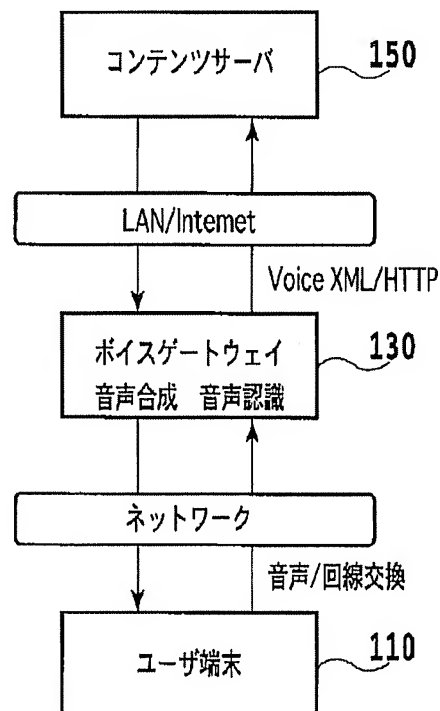 コンテンツサーバ
150
LAN/Internet
Voice XML/HTTP
ボイスゲートウェイ
音声合成 音声認識
130
ネットワーク
音声/回線交換
ユーザ端末
110